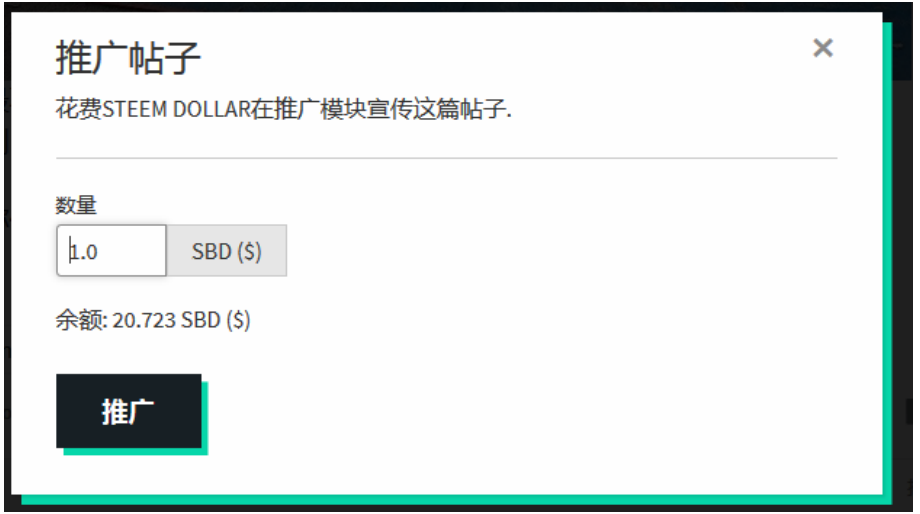 推广帖子
×
花费STEEM DOLLAR在推广模块宣传这篇帖子.
数量
1.0 SBD ($)
余额: 20.723 SBD ($)
推广